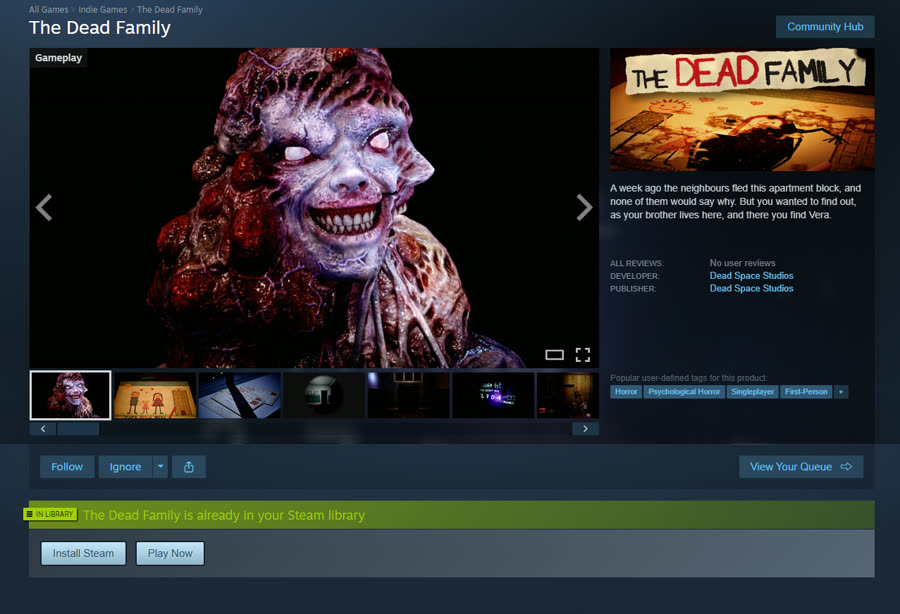 All Games > Indie Games > The Dead Family
The Dead Family
Community Hub
Gameplay
THE DEAD FAMILY
A week ago the neighbours fled this apartment block, and
none of them would say why. But you wanted to find out,
as your brother lives here, and there you find Vera.
ALL REVIEWS: No user reviews
DEVELOPER: Dead Space Studios
PUBLISHER: Dead Space Studios
Popular user-defined tags for this product:
Horror Psychological Horror Singleplayer First-Person +
Follow Ignore View Your Queue
IN LIBRARY The Dead Family is already in your Steam library
Install Steam Play Now